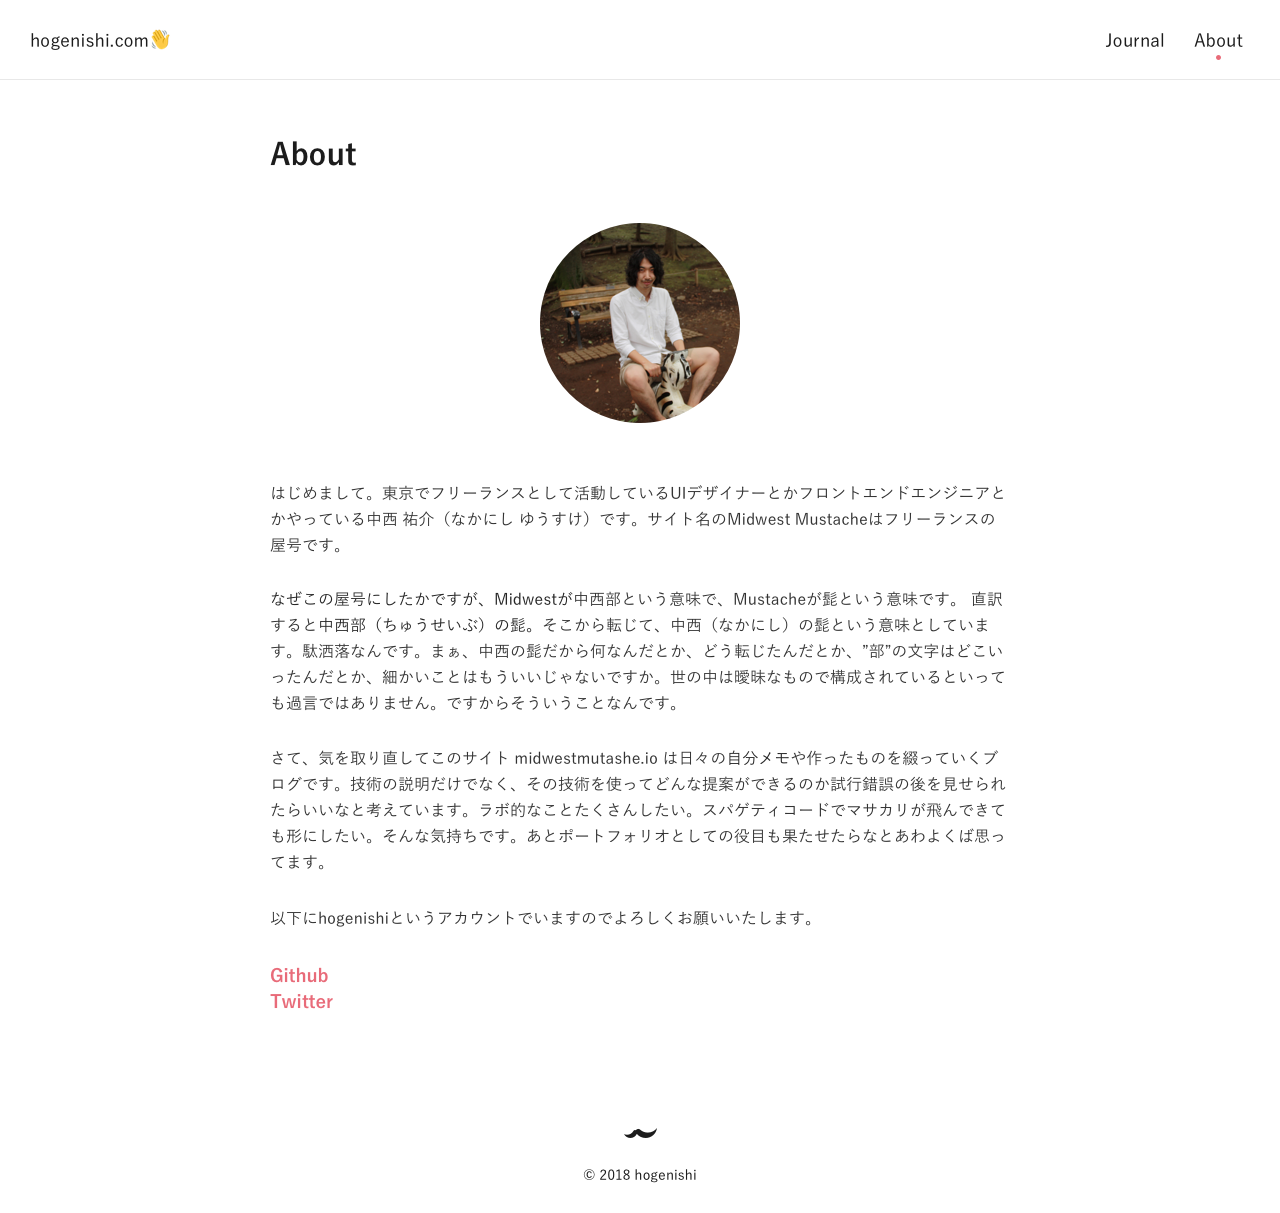 hogenishi.com👋
Journal
About
About
はじめまして。東京でフリーランスとして活動しているUIデザイナーとかフロントエンドエンジニアと
かやっている中西 祐介（なかにし ゆうすけ）です。サイト名のMidwest Mustacheはフリーランスの
屋号です。
なぜこの屋号にしたかですが、Midwestが中西部という意味で、Mustacheが髭という意味です。 直訳
すると中西部（ちゅうせいぶ）の髭。そこから転じて、中西（なかにし）の髭という意味としていま
す。駄洒落なんです。まぁ、中西の髭だから何なんだとか、どう転じたんだとか、”部”の文字はどこい
ったんだとか、細かいことはもういいじゃないですか。世の中は曖昧なもので構成されているといって
も過言ではありません。ですからそういうことなんです。
さて、気を取り直してこのサイト midwestmutashe.io は日々の自分メモや作ったものを綴っていくブ
ログです。技術の説明だけでなく、その技術を使ってどんな提案ができるのか試行錯誤の後を見せられ
たらいいなと考えています。ラボ的なことたくさんしたい。スパゲティコードでマサカリが飛んできて
も形にしたい。そんな気持ちです。あとポートフォリオとしての役目も果たせたらなとあわよくば思っ
てます。
以下にhogenishiというアカウントでいますのでよろしくお願いいたします。
Github
Twitter
© 2018 hogenishi